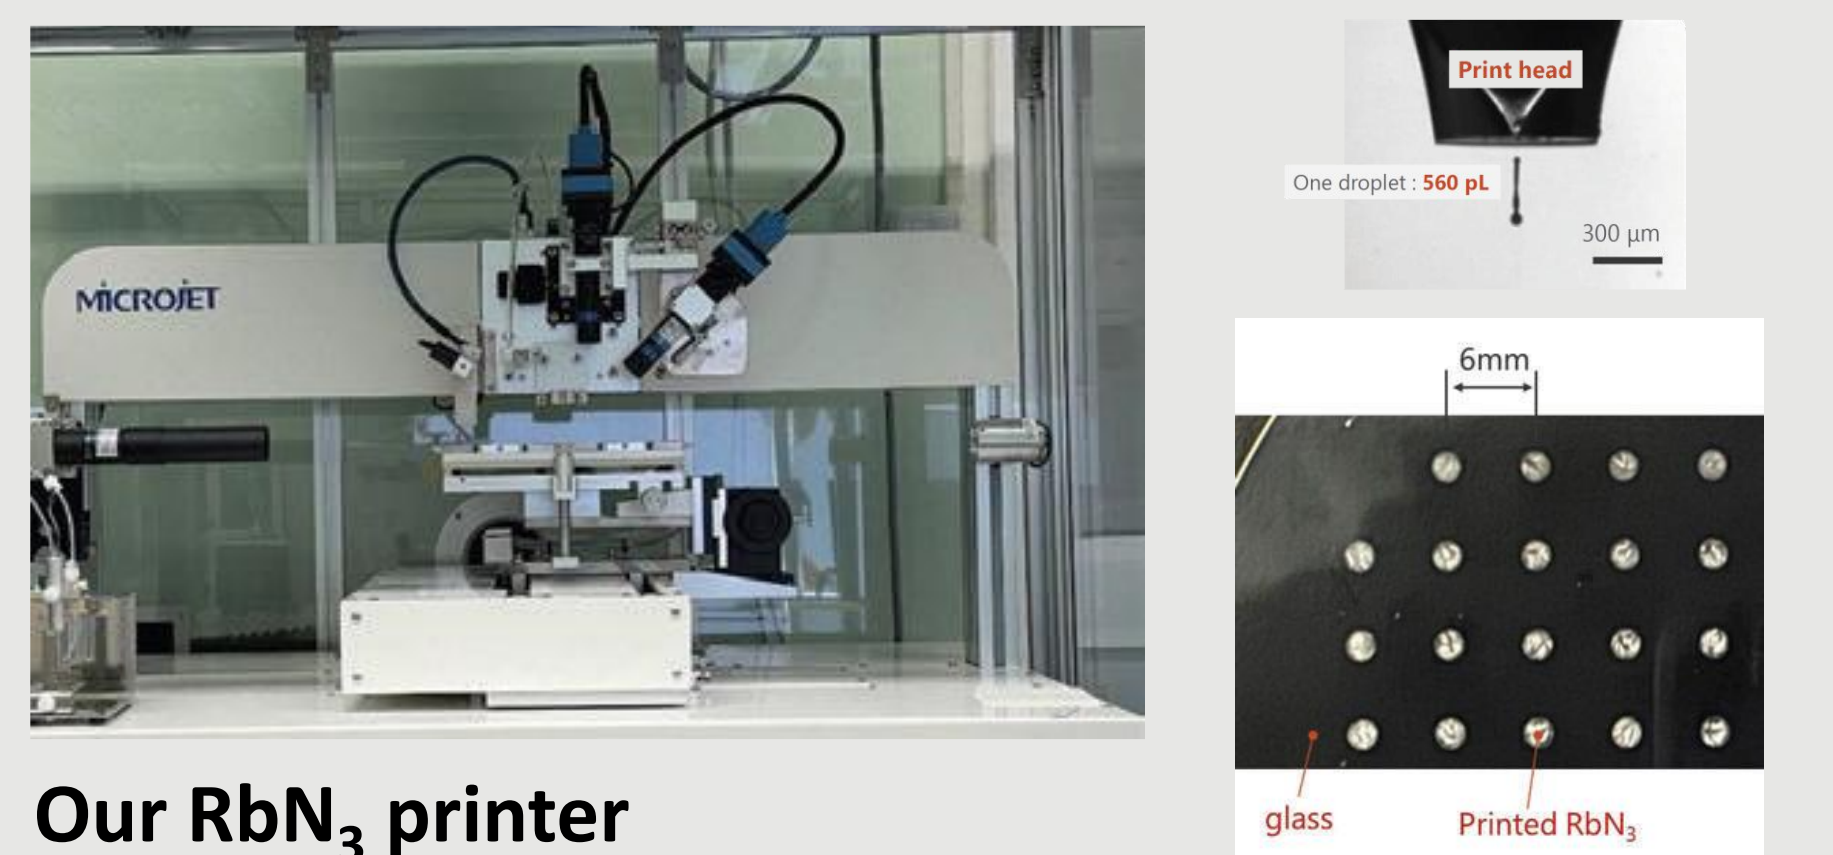 MICROJET
Our RbN₃ printer
Print head
One droplet : 560 pL
300 μm
6mm
glass
Printed RbN₃